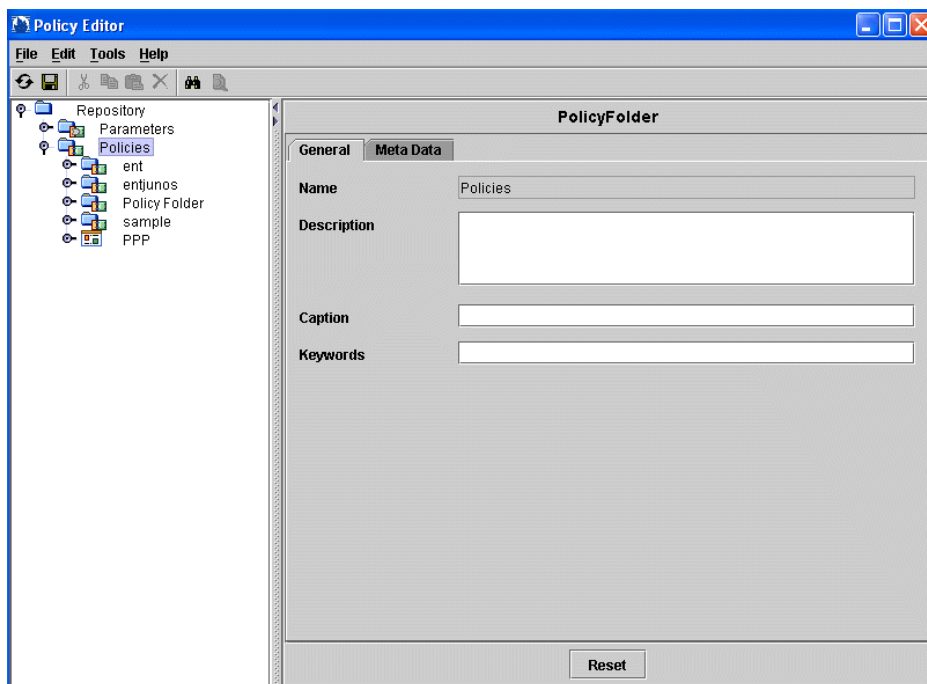 Policy Editor
File Edit Tools Help
Repository
Parameters
Policies
ent
entjunos
Policy Folder
sample
PPP
PolicyFolder
General Meta Data
Name Policies
Description
Caption
Keywords
Reset